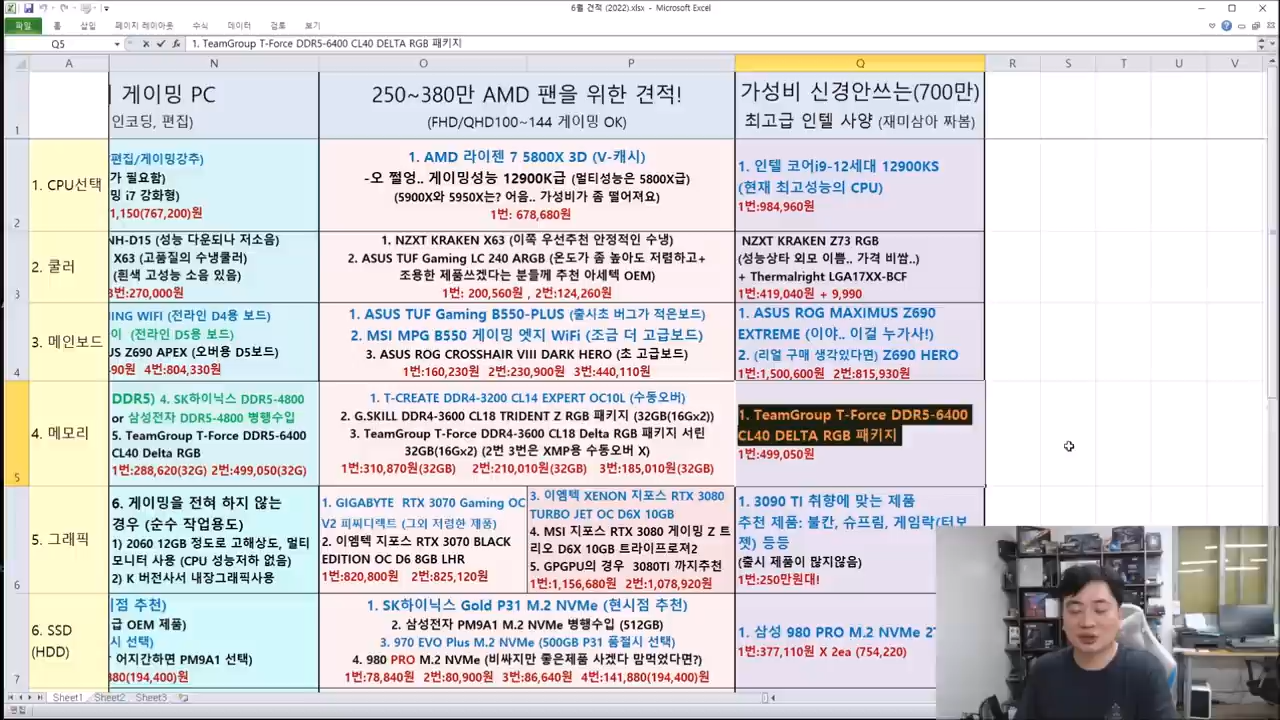 6월 견적 (2022).xlsx - Microsoft Excel
파일 홈 삽입 페이지 레이아웃 수식 데이터 검토 보기
Q5 1. TeamGroup T-Force DDR5-6400 CL40 DELTA RGB 패키지
A N O P Q R S T U V
1
게이밍 PC
인코딩, 편집)
250~380만 AMD 팬을 위한 견적!
(FHD/QHD100~144 게이밍 OK)
가성비 신경안쓰는(700만)
최고급 인텔 사양 (재미삼아 짜봄)
2
1. CPU선택
편집/게이밍강추)
가 필요함)
밍 i7 강화형)
1,150(767,200)원
1. AMD 라이젠 7 5800X 3D (V-캐시)
-오 쩔엉.. 게이밍성능 12900K급 (멀티성능은 5800X급)
(5900X와 5950X는? 어음.. 가성비가 좀 떨어져요)
1번: 678,680원
1. 인텔 코어i9-12세대 12900KS
(현재 최고성능의 CPU)
1번:984,960원
3
2. 쿨러
NH-D15 (성능 다운되나 저소음)
X63 (고품질의 수냉쿨러)
(흰색 고성능 소음 있음)
3번:270,000원
1. NZXT KRAKEN X63 (이쪽 우선추천 안정적인 수냉)
2. ASUS TUF Gaming LC 240 ARGB (온도가 좀 높아도 저렴하고+
조용한 제품쓰겠다는 분들께 추천 아세텍 OEM)
1번: 200,560원 , 2번:124,260원
NZXT KRAKEN Z73 RGB
(성능상타 외모 이쁨.. 가격 비쌈..)
+ Thermalright LGA17XX-BCF
1번:419,040원 + 9,990
4
3. 메인보드
ING WIFI (전라인 D4용 보드)
이 (전라인 D5용 보드)
US Z690 APEX (오버용 D5보드)
90원 4번:804,330원
1. ASUS TUF Gaming B550-PLUS (출시초 버그가 적은보드)
2. MSI MPG B550 게이밍 엣지 WiFi (조금 더 고급보드)
3. ASUS ROG CROSSHAIR VIII DARK HERO (초 고급보드)
1번:160,230원 2번:230,900원 3번:440,110원
1. ASUS ROG MAXIMUS Z690
EXTREME (이야.. 이걸 누가사!)
2. (리얼 구매 생각있다면) Z690 HERO
1번:1,500,600원 2번:815,930원
5
4. 메모리
DDR5) 4. SK하이닉스 DDR5-4800
or 삼성전자 DDR5-4800 병행수입
5. TeamGroup T-Force DDR5-6400
CL40 DELTA RGB
1번:288,620(32G) 2번:499,050(32G)
1. T-CREATE DDR4-3200 CL14 EXPERT OC10L (수동오버)
2. G.SKILL DDR4-3600 CL18 TRIDENT Z RGB 패키지 (32GB(16Gx2))
3. TeamGroup T-Force DDR4-3600 CL18 Delta RGB 패키지 서린
32GB(16Gx2) (2번 3번은 XMP용 수동오버 X)
1번:310,870원(32GB) 2번:210,010원(32GB) 3번:185,010원(32GB)
1. TeamGroup T-Force DDR5-6400
CL40 DELTA RGB 패키지
1번:499,050원
6
5. 그래픽
6. 게이밍을 전혀 하지 않는
경우 (순수 작업용도)
1) 2060 12GB 정도로 고해상도, 멀티
모니터 사용 (CPU 성능저하 없음)
2) K 버전사서 내장그래픽사용
1. GIGABYTE RTX 3070 Gaming OC
V2 피씨디렉트 (그외 저렴한 제품)
2. 이엠텍 지포스 RTX 3070 BLACK
EDITION OC D6 8GB LHR
1번:820,800원 2번:825,120원
3. 이엠텍 XENON 지포스 RTX 3080
TURBO JET OC D6X 10GB
4. MSI 지포스 RTX 3080 게이밍 Z 트
리오 D6X 10GB 트라이프로져2
5. GPGPU의 경우 3080TI 까지추천
1번:1,156,680원 2번:1,078,920원
1. 3090 TI 취향에 맞는 제품
추천 제품: 불칸, 슈프림, 게임락(터보
젯) 등등
(출시 제품이 많지않음)
1번:250만원대!
7
6. SSD
(HDD)
점 추천)
급 OEM 제품)
시 선택)
어지간하면 PM9A1 선택)
880(194,400)원
1. SK하이닉스 Gold P31 M.2 NVMe (현시점 추천)
2. 삼성전자 PM9A1 M.2 NVMe 병행수입 (512GB)
3. 970 EVO Plus M.2 NVMe (500GB P31 품절시 선택)
4. 980 PRO M.2 NVMe (비싸지만 좋은제품 사겠다 맘먹었다면?)
1번:78,840원 2번:80,900원 3번:86,640원 4번:141,880(194,400)원
1. 삼성 980 PRO M.2 NVMe 2T
1번:377,110원 X 2ea (754,220)
Sheet1 Sheet2 Sheet3
편집